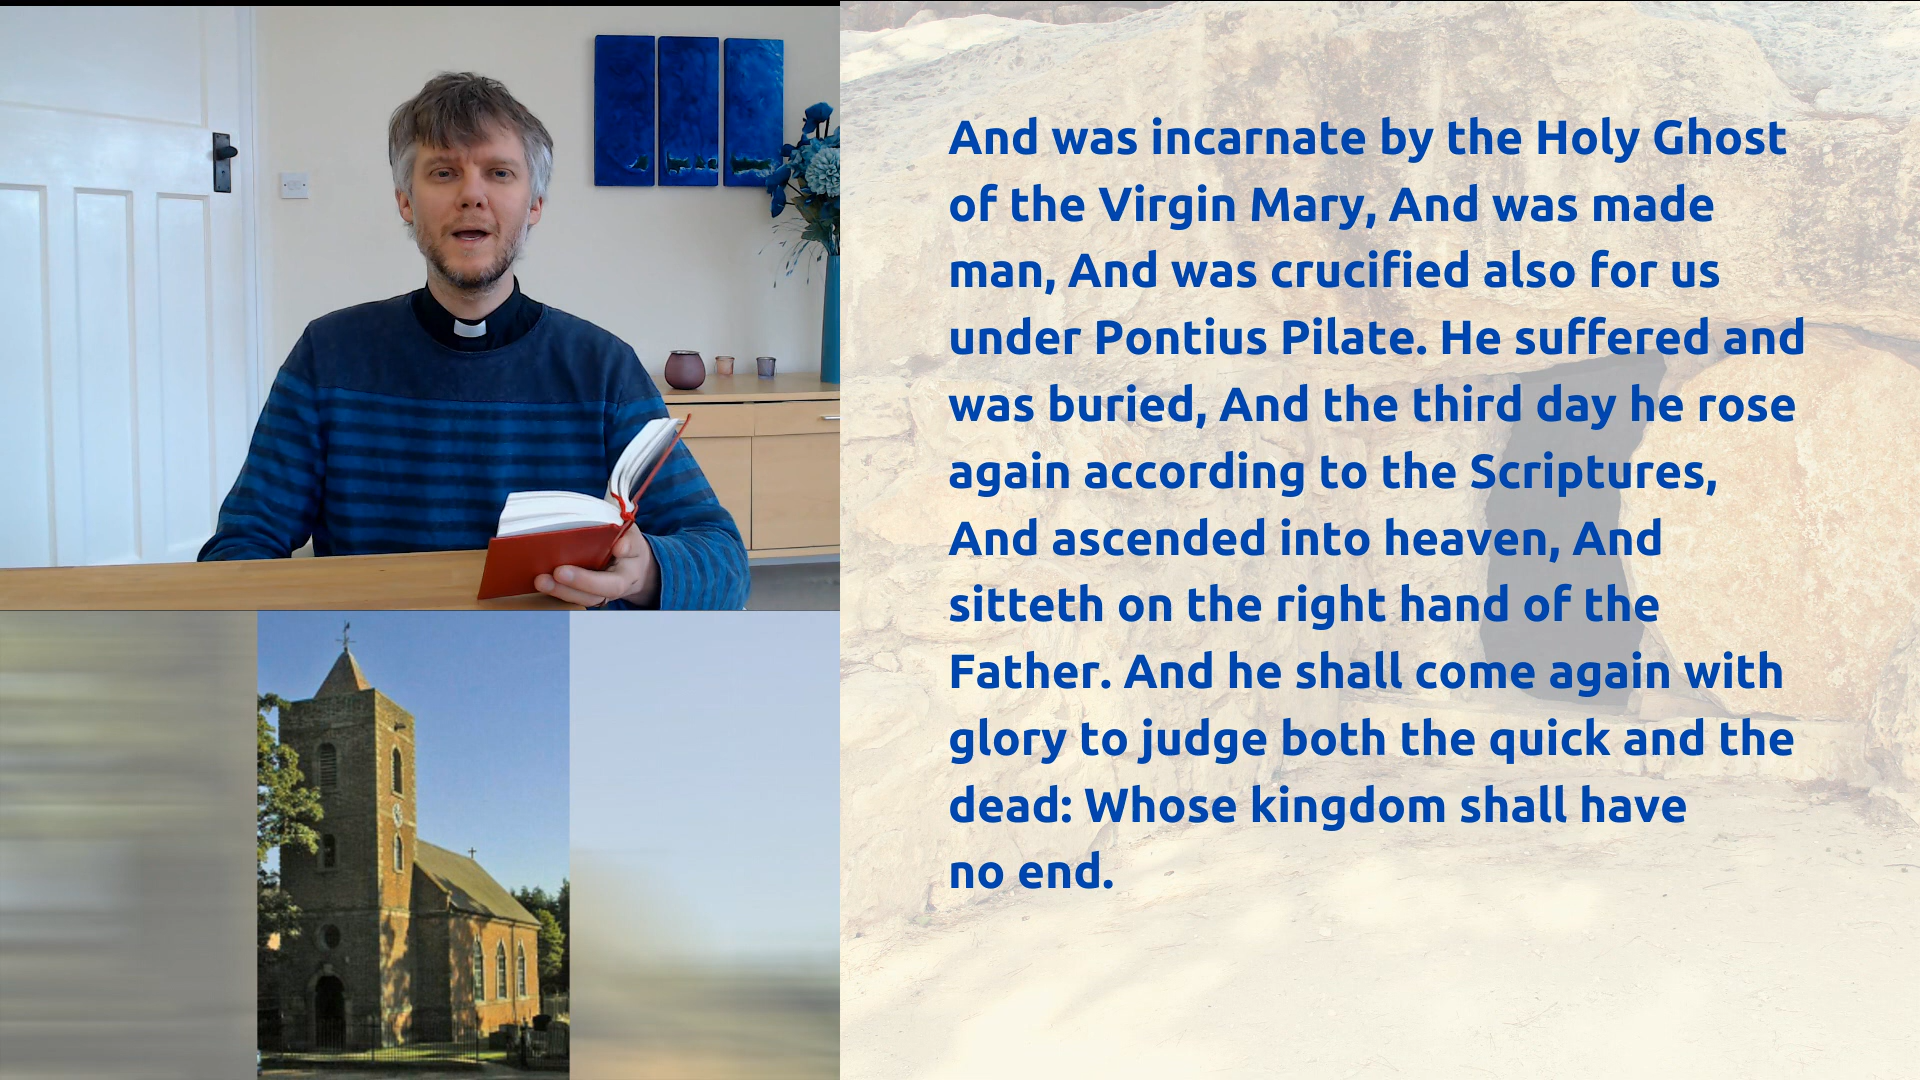 And was incarnate by the Holy Ghost
of the Virgin Mary, And was made
man, And was crucified also for us
under Pontius Pilate. He suffered and
was buried, And the third day he rose
again according to the Scriptures,
And ascended into heaven, And
sitteth on the right hand of the
Father. And he shall come again with
glory to judge both the quick and the
dead: Whose kingdom shall have
no end.